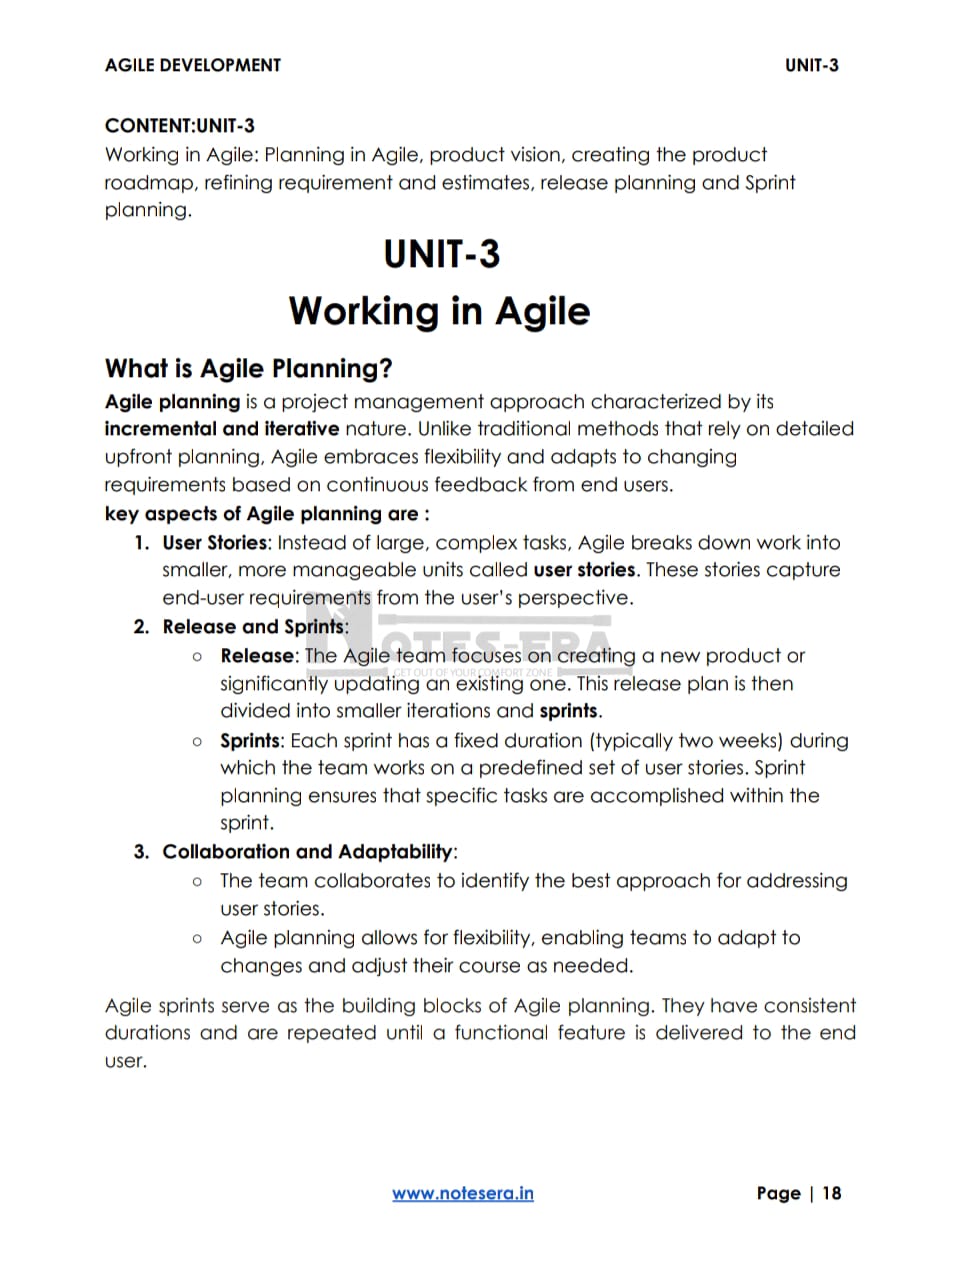 AGILE DEVELOPMENT UNIT-3
CONTENT:UNIT-3
Working in Agile: Planning in Agile, product vision, creating the product
roadmap, refining requirement and estimates, release planning and Sprint
planning.
UNIT-3
Working in Agile
What is Agile Planning?
Agile planning is a project management approach characterized by its
incremental and iterative nature. Unlike traditional methods that rely on detailed
upfront planning, Agile embraces flexibility and adapts to changing
requirements based on continuous feedback from end users.
key aspects of Agile planning are :
1. User Stories: Instead of large, complex tasks, Agile breaks down work into
smaller, more manageable units called user stories. These stories capture
end-user requirements from the user's perspective.
2. Release and Sprints:
NOTES-ERA
○ Release: The Agile team focuses on creating a new product or
GET OUT OF YOUR COMFORT ZONE
significantly updating an existing one. This release plan is then
divided into smaller iterations and sprints.
○ Sprints: Each sprint has a fixed duration (typically two weeks) during
which the team works on a predefined set of user stories. Sprint
planning ensures that specific tasks are accomplished within the
sprint.
3. Collaboration and Adaptability:
○ The team collaborates to identify the best approach for addressing
user stories.
○ Agile planning allows for flexibility, enabling teams to adapt to
changes and adjust their course as needed.
Agile sprints serve as the building blocks of Agile planning. They have consistent
durations and are repeated until a functional feature is delivered to the end
user.
www.notesera.in Page | 18